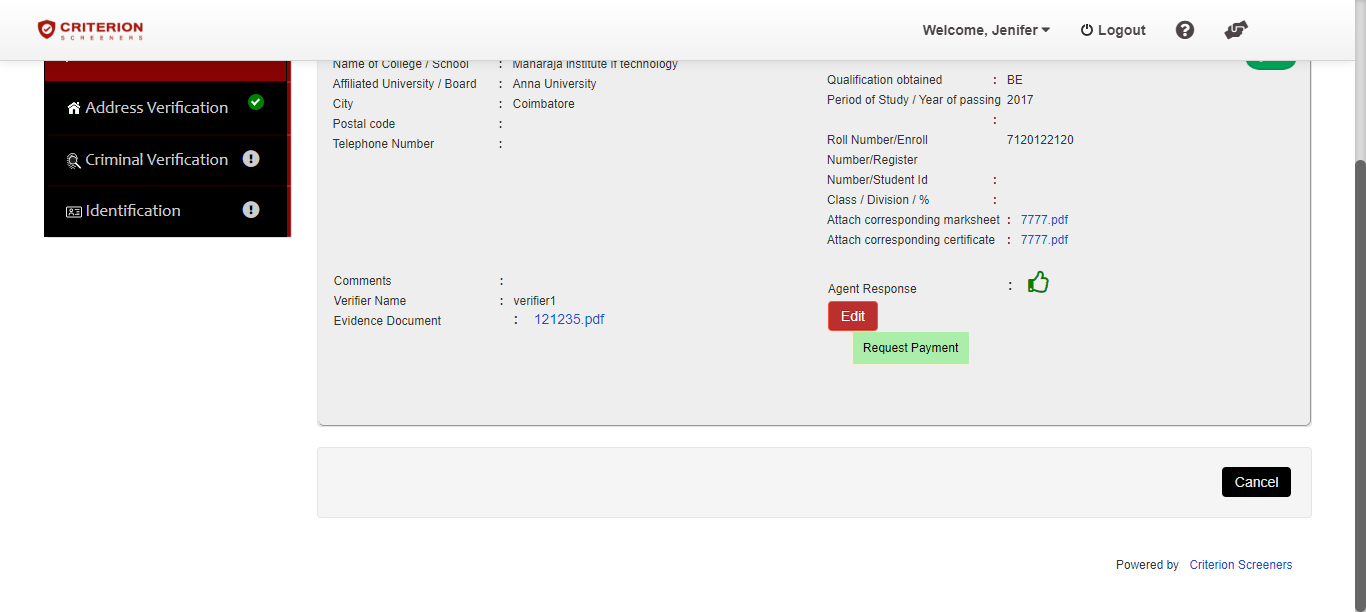 CRITERION
SCREENERS
Welcome, Jenifer
Logout
Address Verification
Criminal Verification
Identification
Name of College / School : Maharaja Institute if technology
Affiliated University / Board : Anna University
City : Coimbatore
Postal code :
Telephone Number :
Qualification obtained : BE
Period of Study / Year of passing 2017
:
Roll Number/Enroll 7120122120
Number/Register
Number/Student Id :
Class / Division / % :
Attach corresponding marksheet : 7777.pdf
Attach corresponding certificate : 7777.pdf
Comments :
Verifier Name : verifier1
Evidence Document : 121235.pdf
Agent Response :
Edit
Request Payment
Cancel
Powered by Criterion Screeners